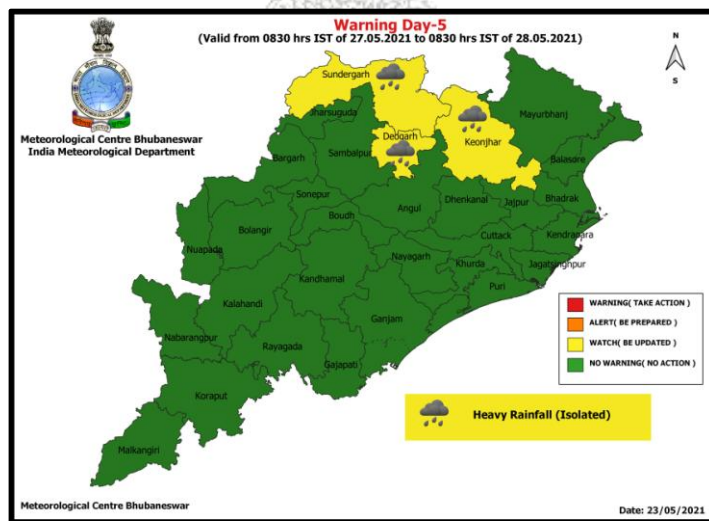 Warning Day-5
(Valid from 0830 hrs IST of 27.05.2021 to 0830 hrs IST of 28.05.2021)
N
S
Meteorological Centre Bhubaneswar
India Meteorological Department
Sundergarh
Jharsuguda
Mayurbhanj
Debgarh
Keonjhar
Bargarh
Sambalpur
Balasore
Sonepur
Angul
Dhenkanal
Jajpur
Bhadrak
Boudh
Bolangir
Cuttack
Kendrapara
Nuapada
Nayagarh
Khurda
Jagatsinghpur
Kandhamal
Puri
Kalahandi
Ganjam
Nabarangpur
Rayagada
Gajapati
Koraput
Malkangiri
WARNING( TAKE ACTION )
ALERT( BE PREPARED )
WATCH( BE UPDATED )
NO WARNING( NO ACTION )
Heavy Rainfall (Isolated)
Meteorological Centre Bhubaneswar
Date: 23/05/2021